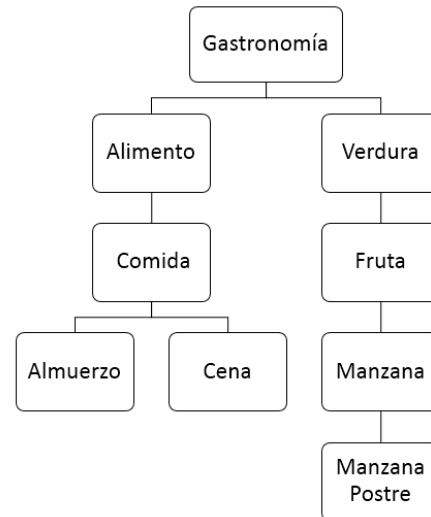 Gastronomía
Alimento
Verdura
Comida
Fruta
Almuerzo
Cena
Manzana
Manzana
Postre